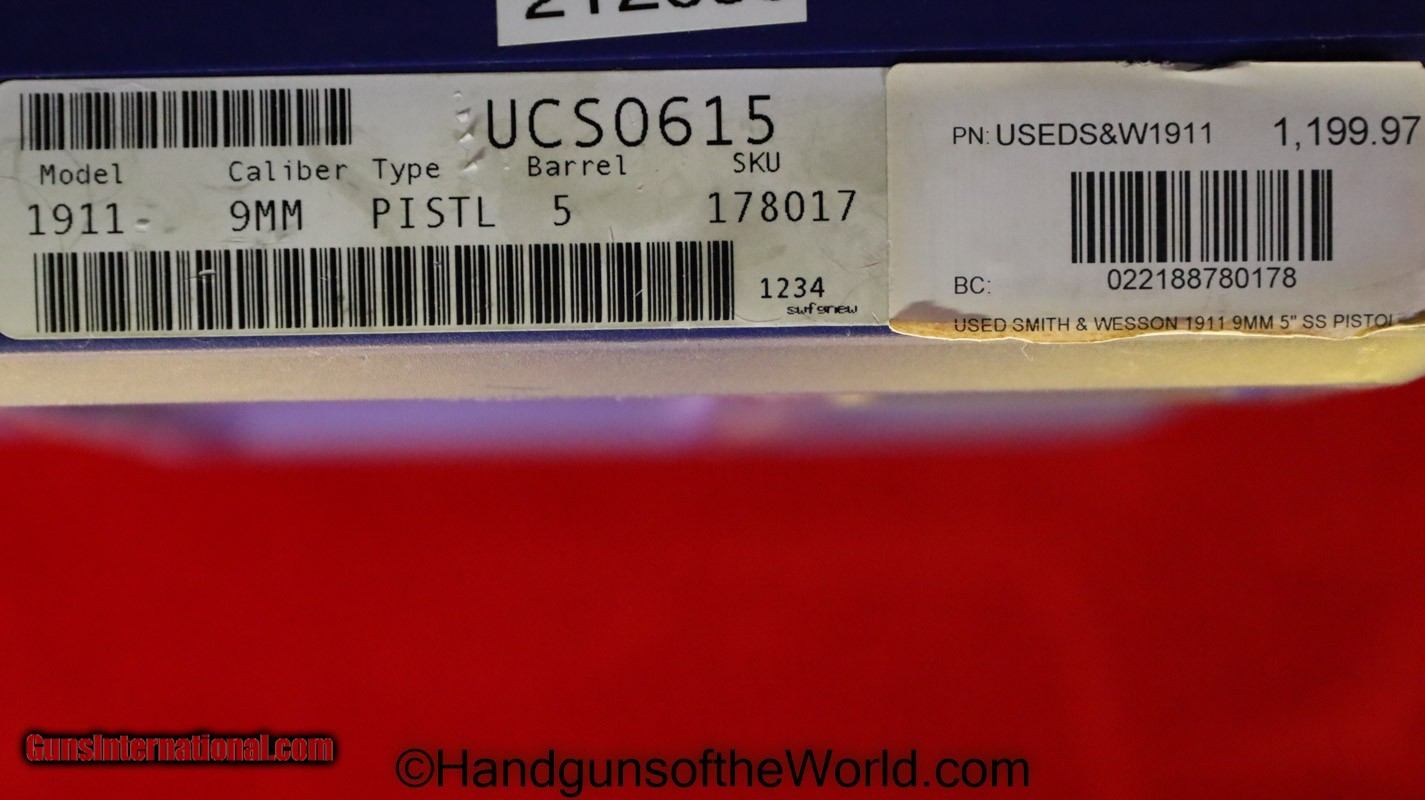 UCS0615
Model Caliber Type Barrel SKU
1911- 9MM PISTL 5 178017
1234
swfgnew
PN: USEDS&W1911 1,199.97
BC: 022188780178
USED SMITH & WESSON 1911 9MM 5" SS PISTOL
GunsInternational.com
©HandgunsoftheWorld.com